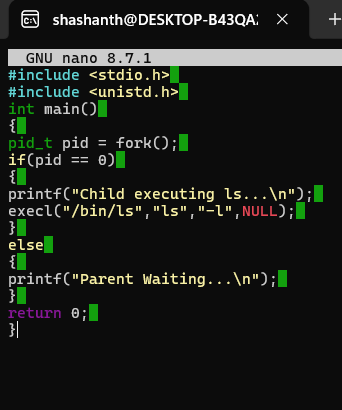 shashanth@DESKTOP-B43QA
GNU nano 8.7.1
#include <stdio.h>
#include <unistd.h>
int main()
{
pid_t pid = fork();
if(pid == 0)
{
printf("Child executing ls...\n");
execl("/bin/ls","ls","-l",NULL);
}
else
{
printf("Parent Waiting...\n");
}
return 0;
}